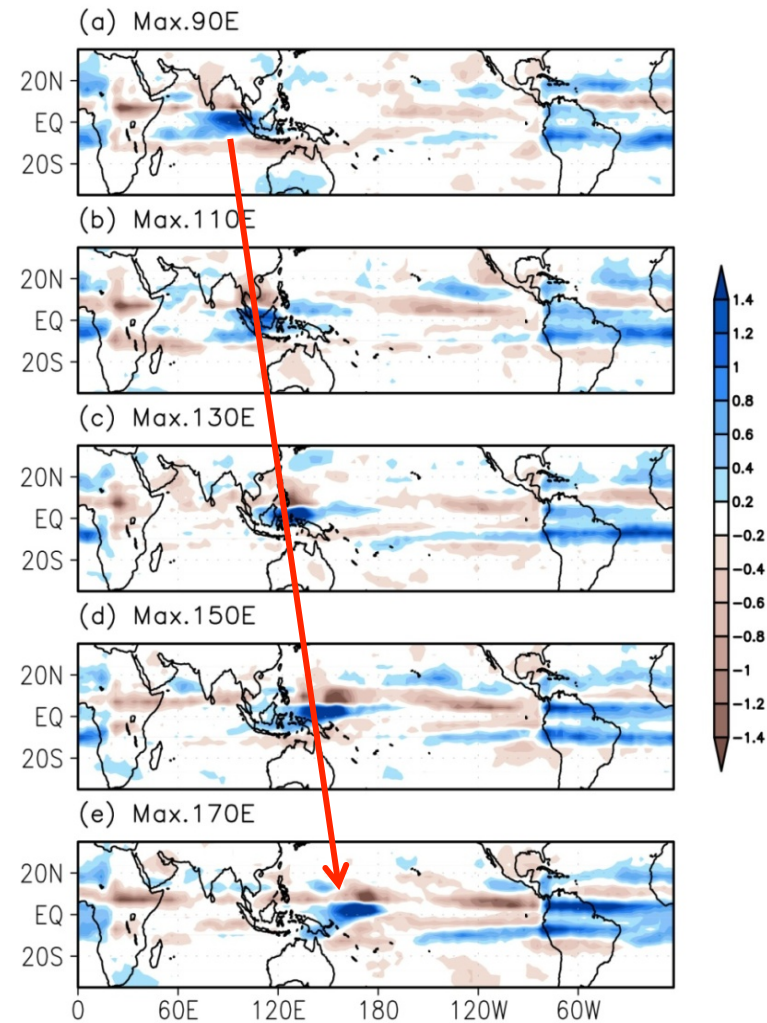 (a) Max.90E
20N
EQ
20S
(b) Max.110E
20N
EQ
20S
(c) Max.130E
20N
EQ
20S
(d) Max.150E
20N
EQ
20S
(e) Max.170E
20N
EQ
20S
0 60E 120E 180 120W 60W
1.4
1.2
1
0.8
0.6
0.4
0.2
-0.2
-0.4
-0.6
-0.8
-1
-1.2
-1.4